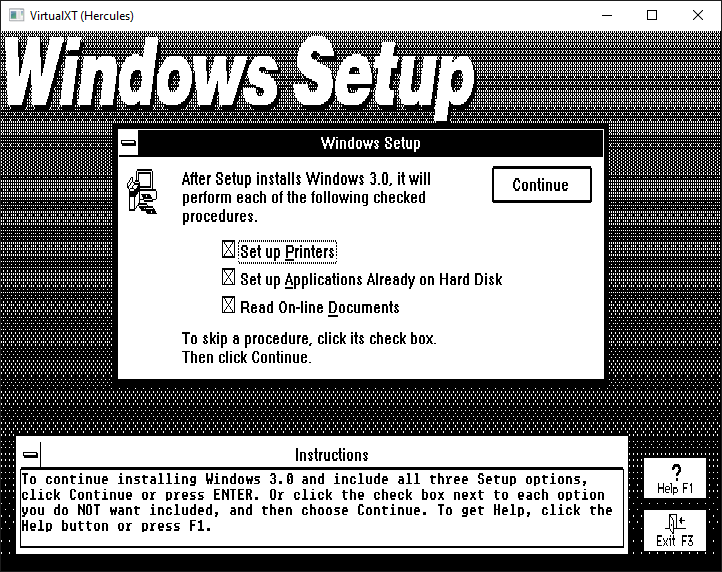 VirtualXT (Hercules)
Windows Setup
Windows Setup
After Setup installs Windows 3.0, it will
perform each of the following checked
procedures.
Continue
Set up Printers
Set up Applications Already on Hard Disk
Read On-line Documents
To skip a procedure, click its check box.
Then click Continue.
Instructions
To continue installing Windows 3.0 and include all three Setup options,
click Continue or press ENTER. Or click the check box next to each option
you do NOT want included, and then choose Continue. To get Help, click the
Help button or press F1.
?
Help F1
Exit F3